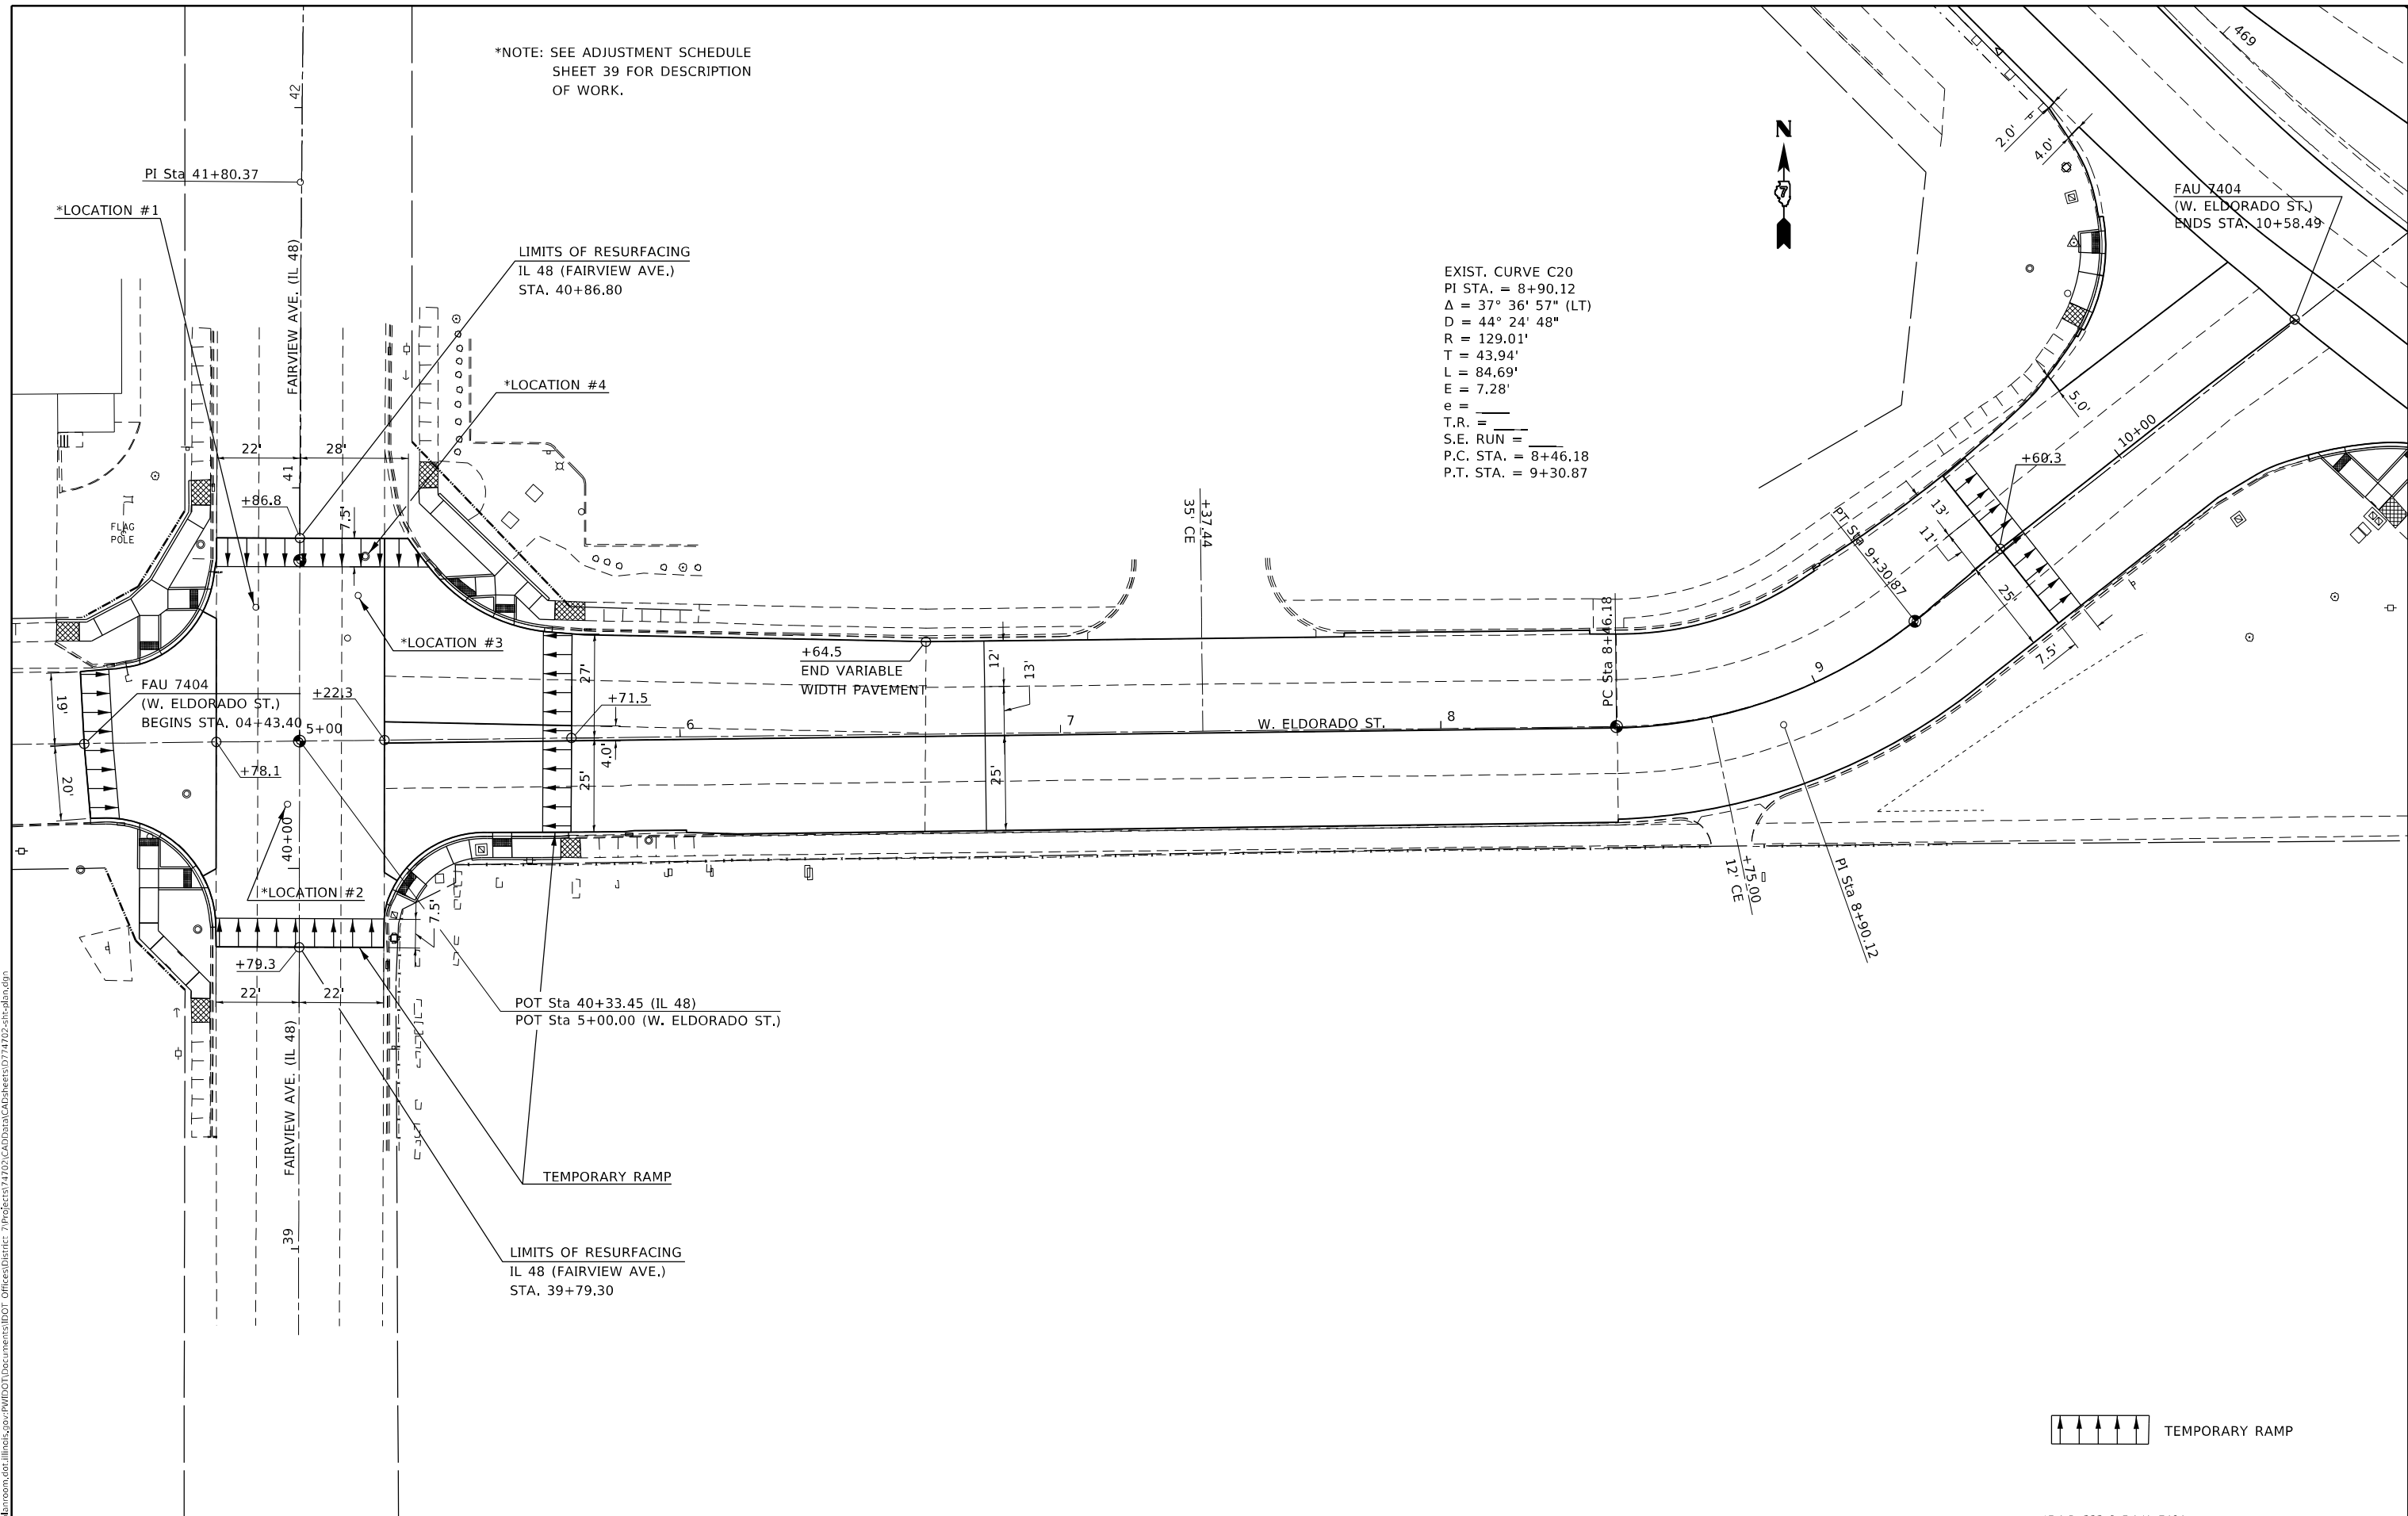 *NOTE: SEE ADJUSTMENT SCHEDULE
SHEET 39 FOR DESCRIPTION
OF WORK.
469
42
PI Sta 41+80.37
*LOCATION #1
FAIRVIEW AVE. (IL 48)
LIMITS OF RESURFACING
IL 48 (FAIRVIEW AVE.)
STA. 40+86.80
*LOCATION #4
N
7
2.0'
4.0'
FAU 7404
(W. ELDORADO ST.)
ENDS STA. 10+58.49
EXIST. CURVE C20
PI STA. = 8+90.12
Δ = 37° 36' 57" (LT)
D = 44° 24' 48"
R = 129.01'
T = 43.94'
L = 84.69'
E = 7.28'
e = ____
T.R. = ____
S.E. RUN = ____
P.C. STA. = 8+46.18
P.T. STA. = 9+30.87
5.0'
10+00
+60.3
22'
28'
41
+86.8
7.5'
FLAG
POLE
+37.44
35' CE
PT Sta 9+30.87
13'
11'
25'
7.5'
*LOCATION #3
27'
+64.5
END VARIABLE
WIDTH PAVEMENT
12'
13'
PC Sta 8+46.18
9
19'
20'
FAU 7404
(W. ELDORADO ST.)
BEGINS STA. 04+43.40
+22.3
5+00
+71.5
6
7
W. ELDORADO ST.
8
+78.1
4.0'
25'
25'
40+00
*LOCATION #2
7.5'
+75.00
12' CE
PI Sta 8+90.12
+79.3
22'
22'
POT Sta 40+33.45 (IL 48)
POT Sta 5+00.00 (W. ELDORADO ST.)
FAIRVIEW AVE. (IL 48)
TEMPORARY RAMP
39
LIMITS OF RESURFACING
IL 48 (FAIRVIEW AVE.)
STA. 39+79.30
TEMPORARY RAMP